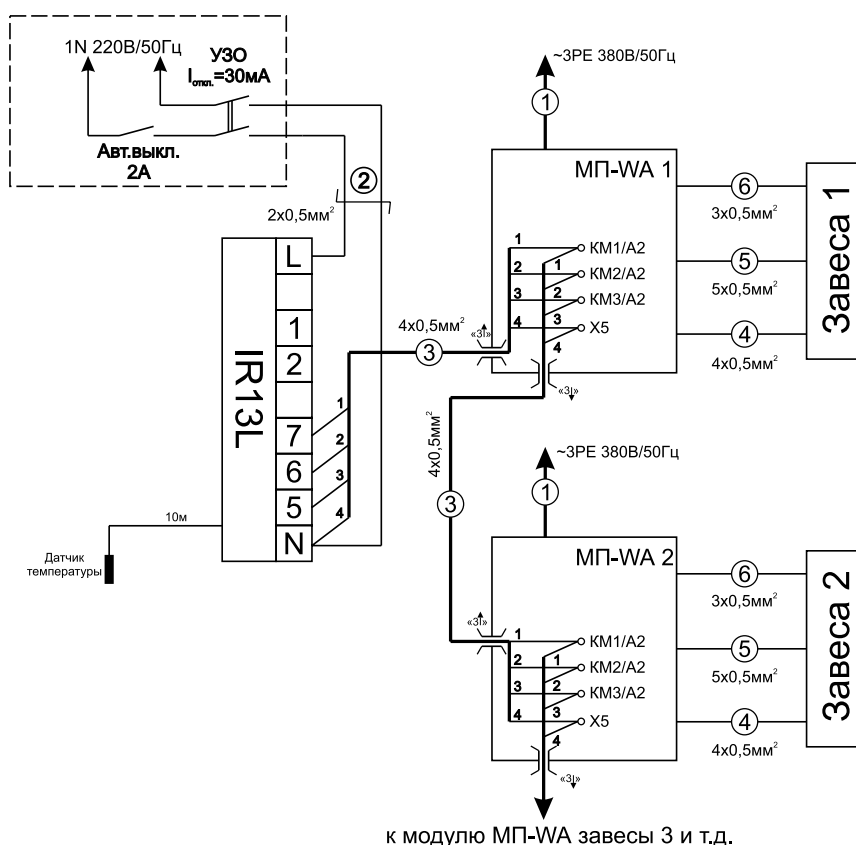 1N 220В/50Гц
УЗО
Iоткл.=30мА
Авт.выкл.
2А
2
2х0,5мм²
IR13L
L
1
2
7
6
5
N
1
2
3
4
10м
Датчик
температуры
4х0,5мм²
3
«3I»
~3РЕ 380В/50Гц
1
МП-WA 1
1
2
3
4
КМ1/А2
КМ2/А2
КМ3/А2
Х5
1
2
3
4
«3I»
6
3х0,5мм²
5
5х0,5мм²
4
4х0,5мм²
Завеса 1
4х0,5мм²
3
~3РЕ 380В/50Гц
1
МП-WA 2
«3I»
1
2
3
4
КМ1/А2
КМ2/А2
КМ3/А2
Х5
1
2
3
4
«3I»
6
3х0,5мм²
5
5х0,5мм²
4
4х0,5мм²
Завеса 2
к модулю МП-WA завесы 3 и т.д.